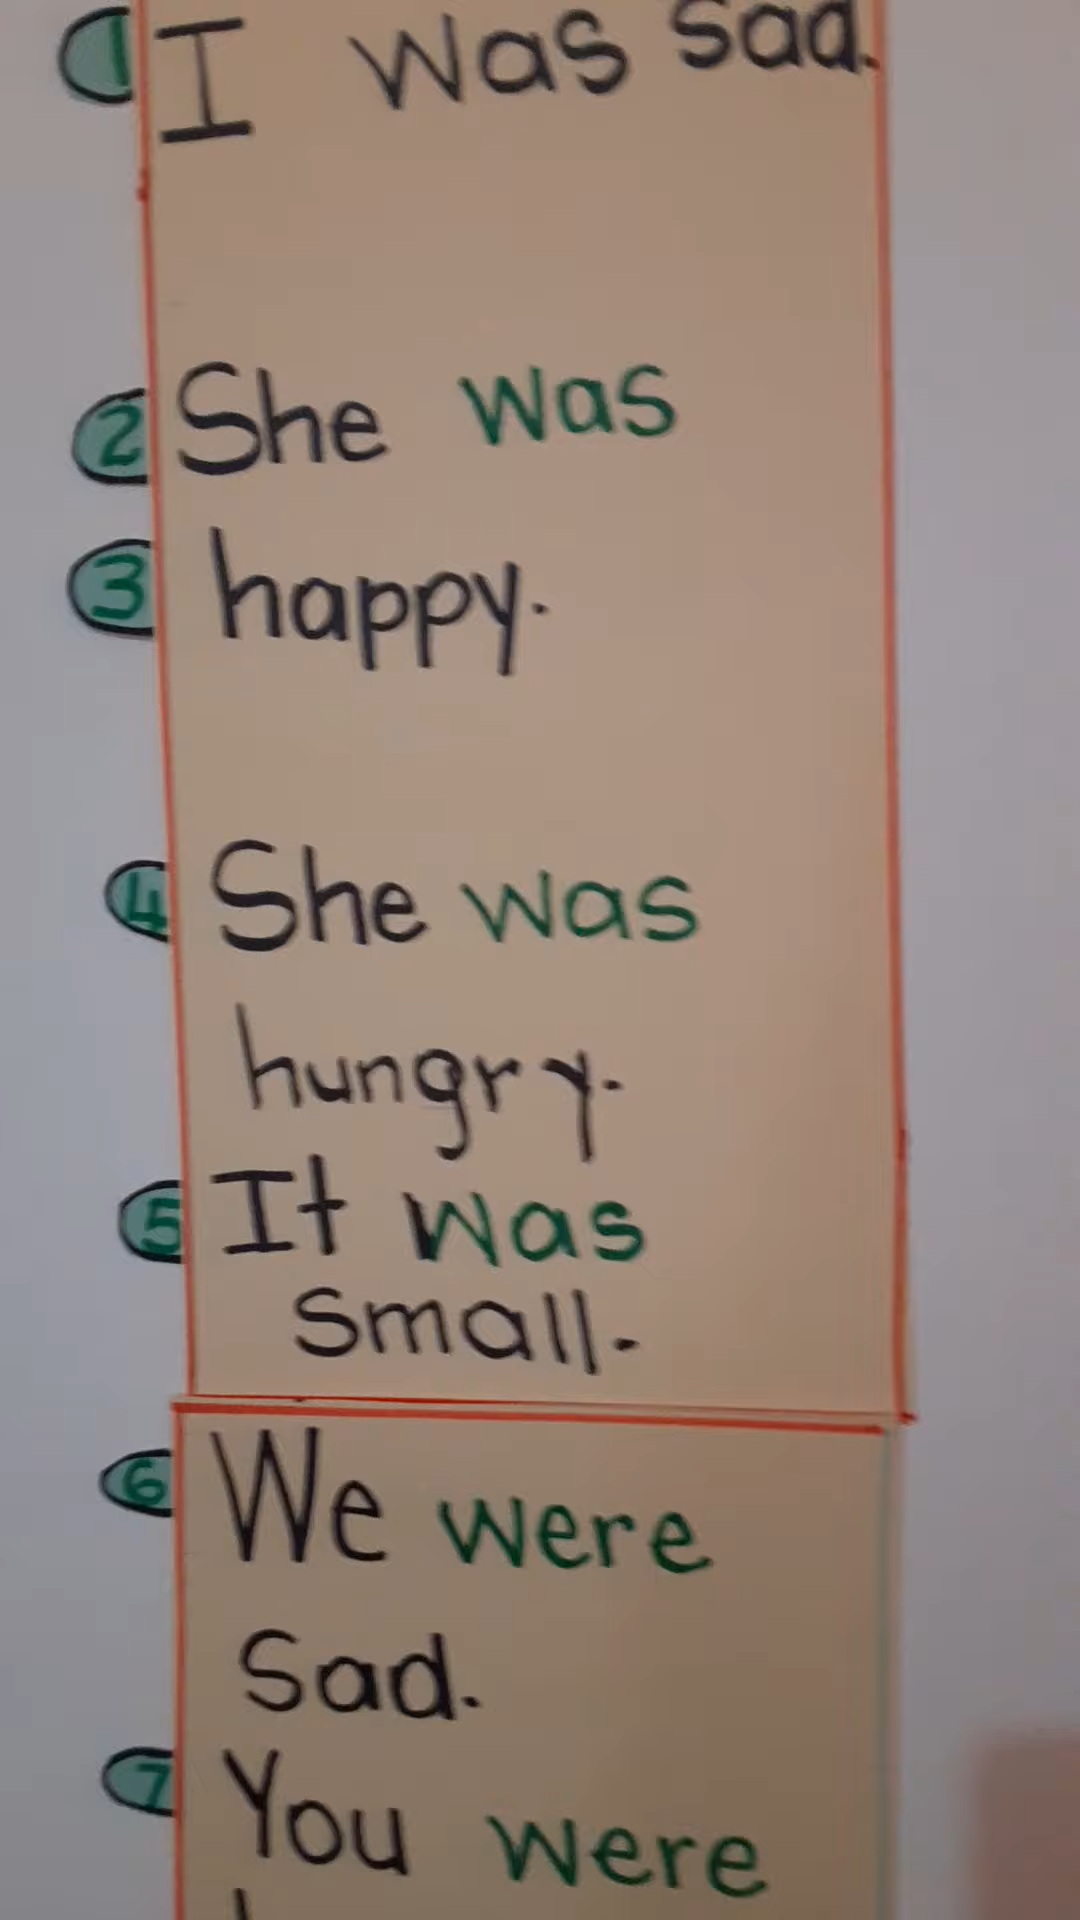 1 I was sad.
2 She was
3 happy.
4 She was
hungry.
5 It was
small.
6 We were
sad.
7 You were